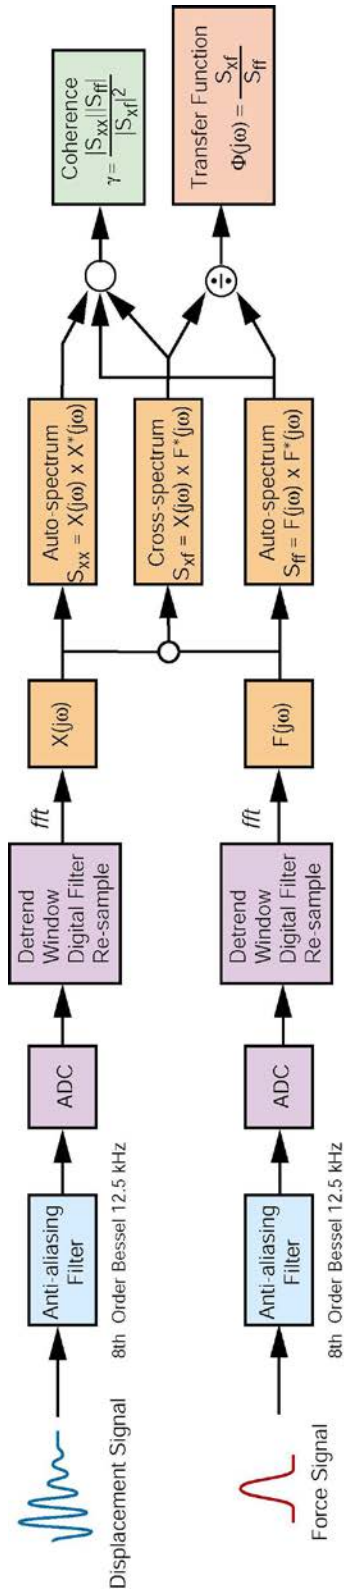 Displacement Signal
Anti-aliasing
Filter
8th Order Bessel 12.5 kHz
ADC
Detrend
Window
Digital Filter
Re-sample
fft
X(jω)
Auto-spectrum
Sxx = X(jω) x X*(jω)
Cross-spectrum
Sxf = X(jω) x F*(jω)
Coherence
γ= |Sxx||Sff|
|Sxf|²
Force Signal
Anti-aliasing
Filter
8th Order Bessel 12.5 kHz
ADC
Detrend
Window
Digital Filter
Re-sample
fft
F(jω)
Auto-spectrum
Sff = F(jω) x F*(jω)
÷
Transfer Function
Φ(jω) = Sxf
Sff